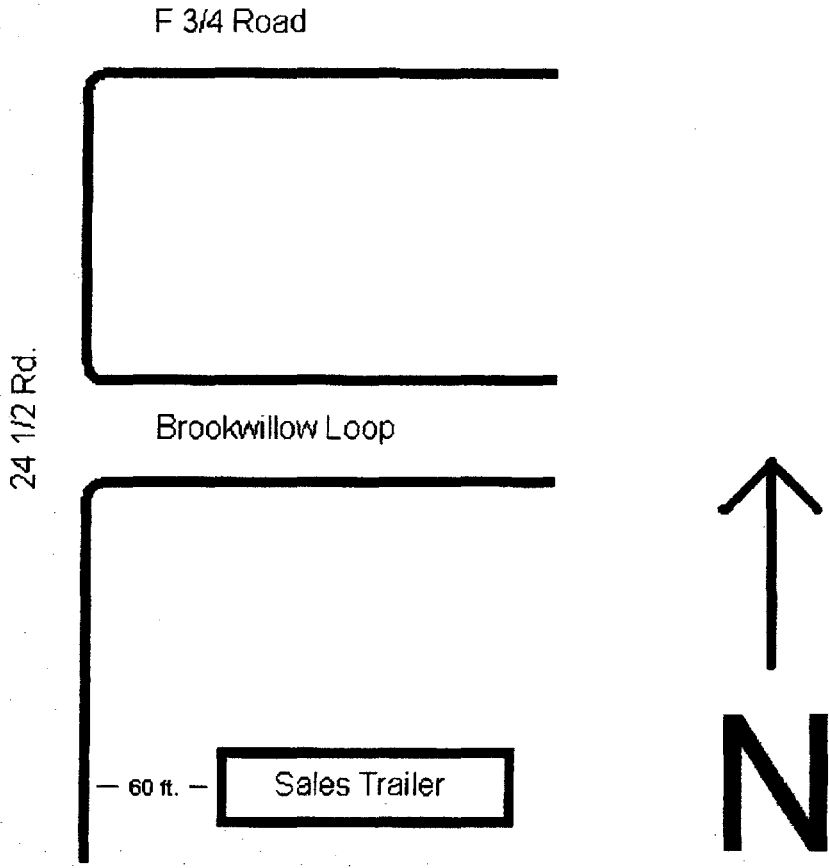 F 3/4 Road
24 1/2 Rd.
Brookwillow Loop
— 60 ft. —
Sales Trailer
N